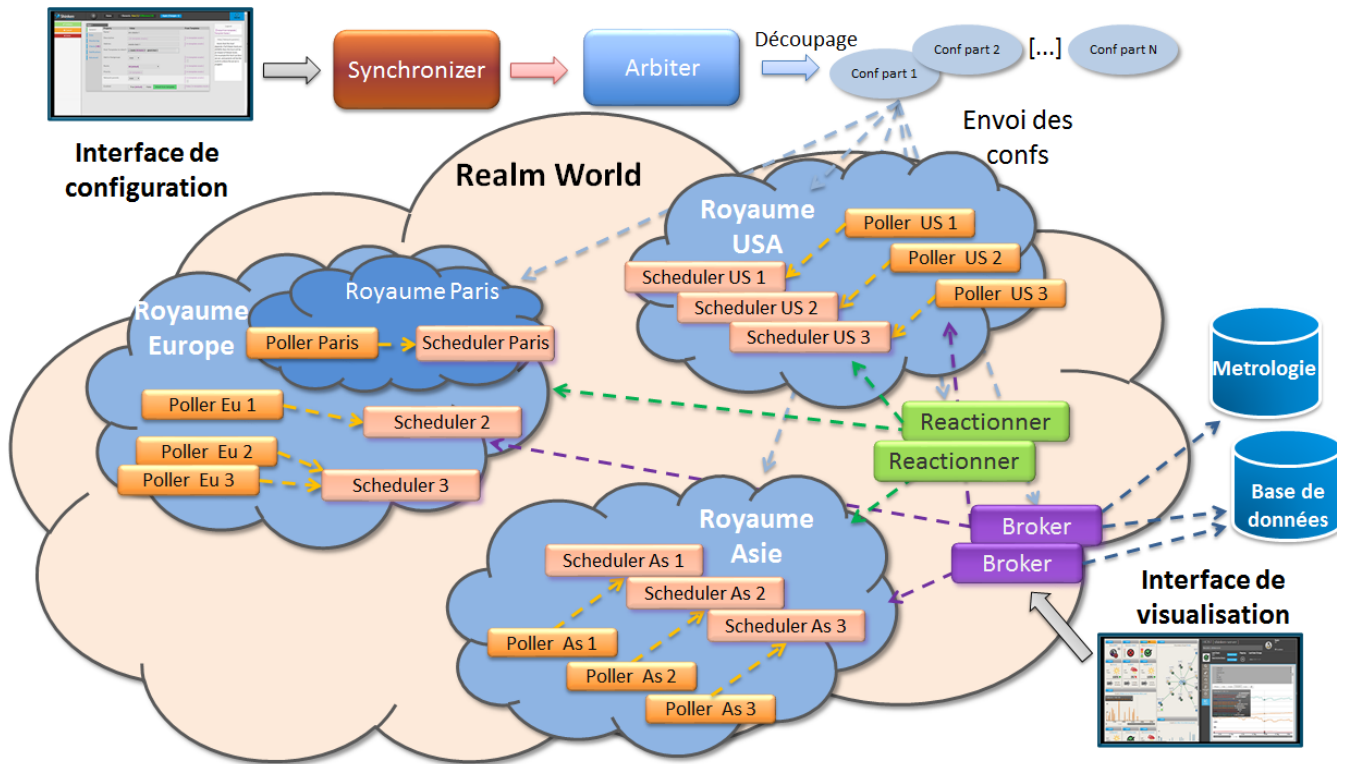 Synchronizer
Arbiter
Découpage
Conf part 1
Conf part 2
[...]
Conf part N
Interface de
configuration
Envoi des
confs
Realm World
Royaume
USA
Poller US 1
Poller US 2
Poller US 3
Scheduler US 1
Scheduler US 2
Scheduler US 3
Royaume Paris
Royaume
Europe
Poller Paris
Scheduler Paris
Poller Eu 1
Scheduler 2
Poller Eu 2
Poller Eu 3
Scheduler 3
Reactionner
Reactionner
Metrologie
Base de
données
Broker
Broker
Royaume
Asie
Scheduler As 1
Scheduler As 2
Scheduler As 3
Poller As 1
Poller As 2
Poller As 3
Interface de
visualisation